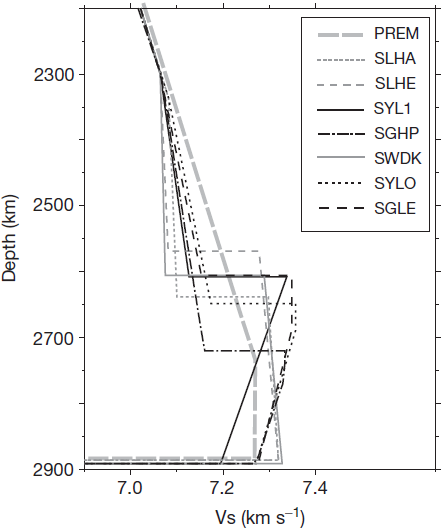 PREM
SLHA
SLHE
SYL1
SGHP
SWDK
SYLO
SGLE
2300
2500
2700
2900
Depth (km)
7.0 7.2 7.4
Vs (km s⁻¹)